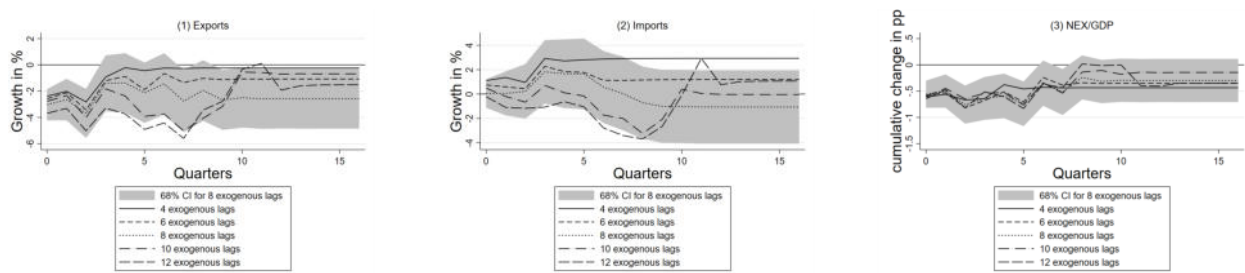 (1) Exports
Growth in %
2
0
-2
-4
-6
0
5
10
15
Quarters
68% CI for 8 exogenous lags
4 exogenous lags
6 exogenous lags
8 exogenous lags
10 exogenous lags
12 exogenous lags
(2) Imports
Growth in %
4
2
0
-2
-4
0
5
10
15
Quarters
68% CI for 8 exogenous lags
4 exogenous lags
6 exogenous lags
8 exogenous lags
10 exogenous lags
12 exogenous lags
(3) NEX/GDP
cumulative change in pp
.5
0
-.5
-1
-1.5
0
5
10
15
Quarters
68% CI for 8 exogenous lags
4 exogenous lags
6 exogenous lags
8 exogenous lags
10 exogenous lags
12 exogenous lags